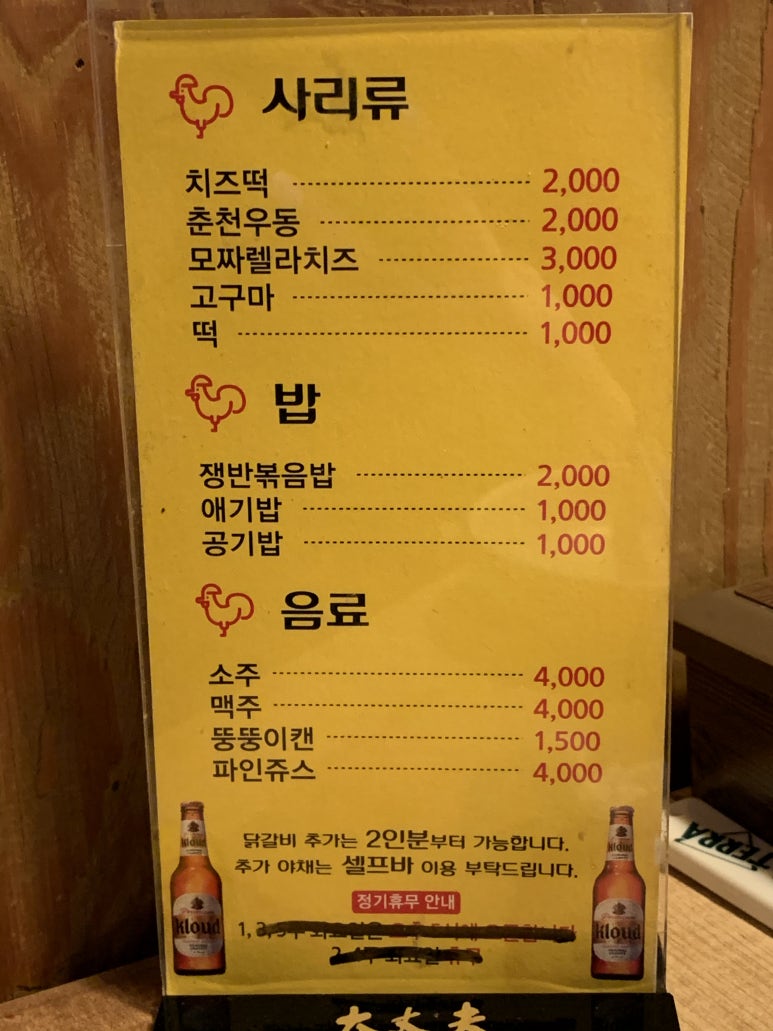 사리류
치즈떡 2,000
춘천우동 2,000
모짜렐라치즈 3,000
고구마 1,000
떡 1,000
밥
쟁반볶음밥 2,000
애기밥 1,000
공기밥 1,000
음료
소주 4,000
맥주 4,000
뚱뚱이캔 1,500
파인쥬스 4,000
닭갈비 추가는 2인분부터 가능합니다.
추가 야채는 셀프바 이용 부탁드립니다.
정기휴무 안내
kloud
kloud
kloud
kloud
TERRA